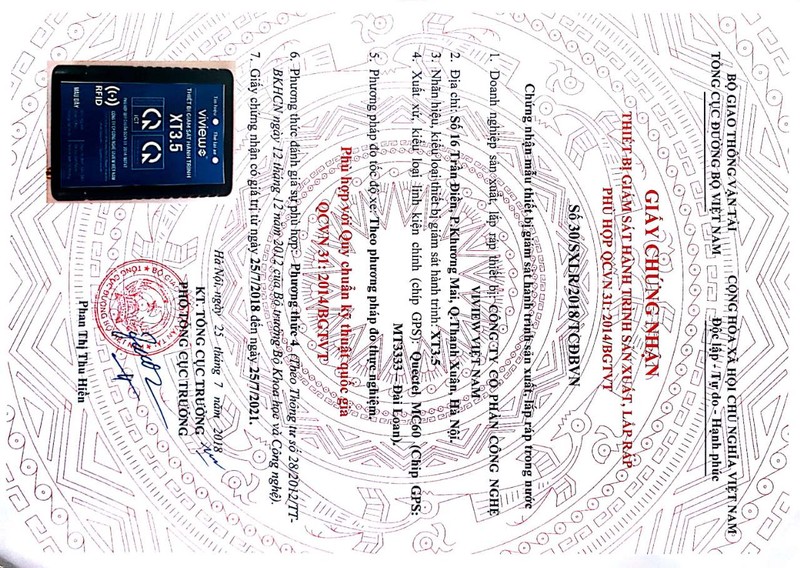 BỘ GIAO THÔNG VẬN TẢI
TỔNG CỤC ĐƯỜNG BỘ VIỆT NAM
CỘNG HÒA XÃ HỘI CHỦ NGHĨA VIỆT NAM
Độc lập - Tự do - Hạnh phúc
GIẤY CHỨNG NHẬN
THIẾT BỊ GIÁM SÁT HÀNH TRÌNH SẢN XUẤT, LẮP RÁP
PHÙ HỢP QCVN 31: 2014/BGTVT
Số 30/SXLR/2018/TCĐBVN
Chứng nhận mẫu thiết bị giám sát hành trình sản xuất, lắp ráp trong nước
1. Doanh nghiệp sản xuất, lắp ráp thiết bị: CÔNG TY CỔ PHẦN CÔNG NGHỆ
VIVIEW VIỆT NAM.
2. Địa chỉ: Số 16 Trần Điền, P.Khương Mai, Q.Thanh Xuân, Hà Nội.
3. Nhãn hiệu, kiểu loại thiết bị giám sát hành trình: XT3.5
4. Xuất xứ, kiểu loại linh kiện chính (chip GPS): Quectel, MC60 (Chip GPS:
MT3333 - Đài Loan).
5. Phương pháp đo tốc độ xe: Theo phương pháp đo thực nghiệm
Phù hợp với Quy chuẩn kỹ thuật quốc gia
QCVN 31: 2014/BGTVT
6. Phương thức đánh giá sự phù hợp: Phương thức 4. (Theo Thông tư số 28/2012/TT-
BKHCN ngày 12 tháng 12 năm 2012 của Bộ trưởng Bộ Khoa học và Công nghệ).
7. Giấy chứng nhận có giá trị từ ngày 25/7/2018 đến ngày 25/7/2021.
Hà Nội, ngày 25 tháng 7 năm 2018
KT. TỔNG CỤC TRƯỞNG
PHÓ TỔNG CỤC TRƯỞNG
Phan Thị Thu Hiền
Tín hiệu
Thẻ lái xe
viview
THIẾT BỊ GIÁM SÁT HÀNH TRÌNH
XT3.5
ICT
RFID